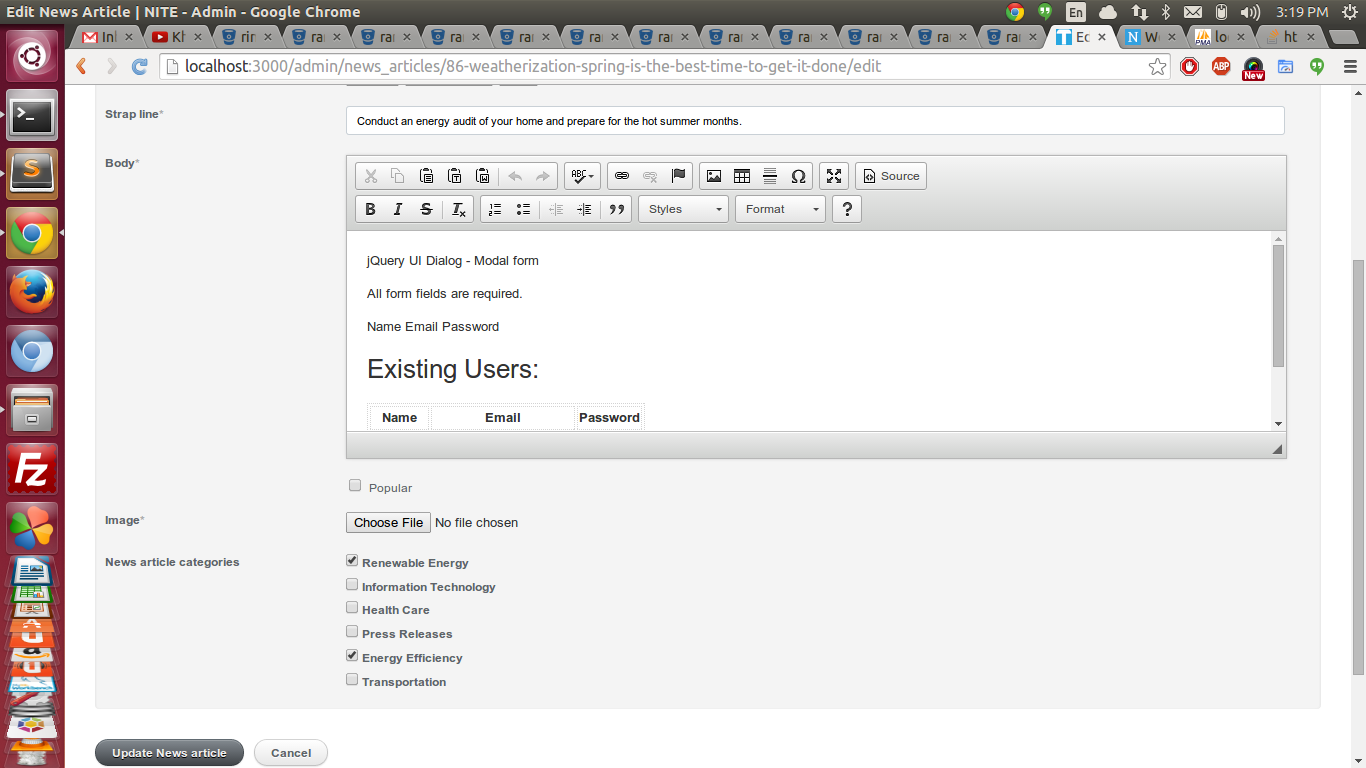 Edit News Article | NITE - Admin - Google Chrome
En
3:19 PM
Inl
Kh
rir
ra
ra
ra
ra
ra
ra
ra
ra
ra
ra
ra
Ec
W
lo
ht
localhost:3000/admin/news_articles/86-weatherization-spring-is-the-best-time-to-get-it-done/edit
ABP
New
Strap line*
Conduct an energy audit of your home and prepare for the hot summer months.
Body*
ABC
Source
B I S Tx
Styles
Format
?
jQuery UI Dialog - Modal form
All form fields are required.
Name Email Password
Existing Users:
Name Email Password
Popular
Image*
Choose File No file chosen
News article categories
Renewable Energy
Information Technology
Health Care
Press Releases
Energy Efficiency
Transportation
Update News article
Cancel